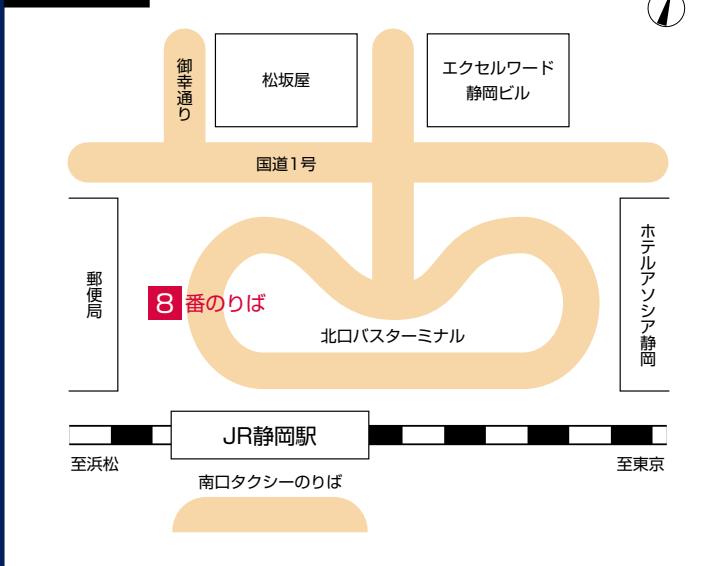 御幸通り
松坂屋
エクセルワード
静岡ビル
国道1号
郵便局
8 番のりば
北口バスターミナル
ホテルアソシア静岡
JR静岡駅
至浜松
至東京
南口タクシーのりば